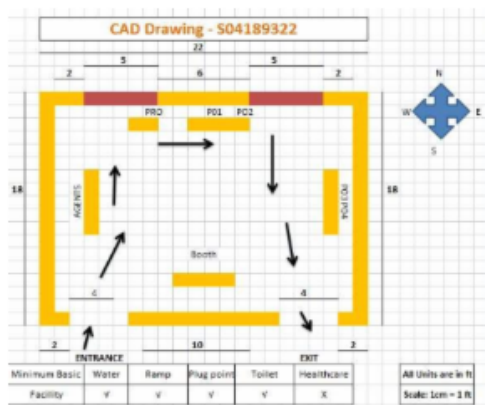 CAD Drawing - S04189322
22
5 5
2 6 2
N
PRO P01 PO2
W E
S
18 18
AGENTS
PO3PO4
Booth
4 4
2 10 2
ENTRANCE EXIT
Minimum Basic Water Ramp Plug point Toilet Healthcare All Units are in ft
Facility √ √ √ √ X Scale: 1cm = 1 ft